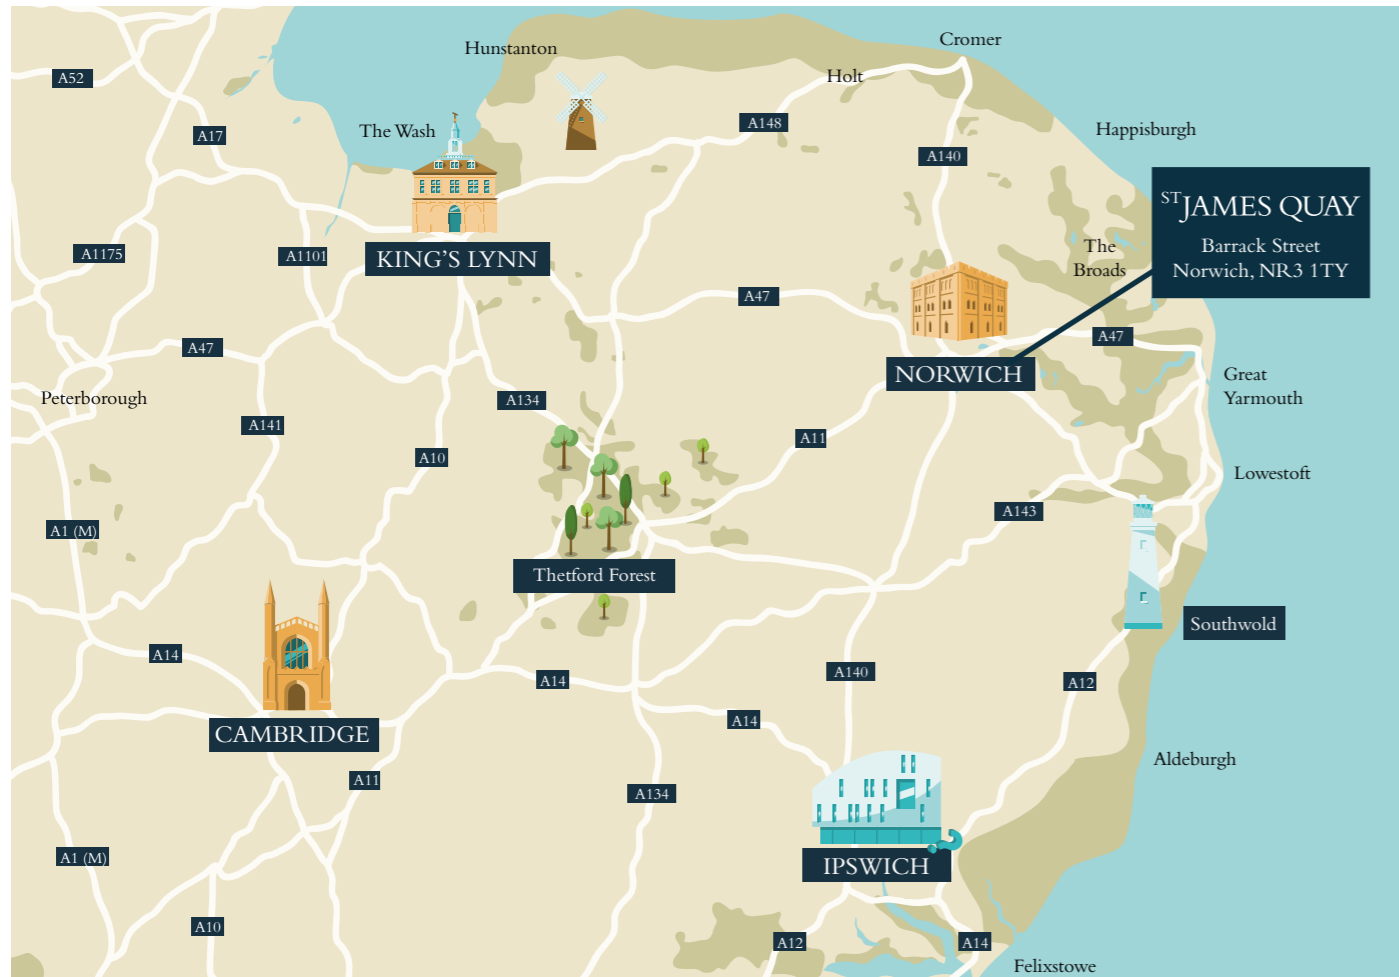 Cromer
Hunstanton
Holt
A52
A148
Happisburgh
The Wash
A17
A140
ST JAMES QUAY
Barrack Street
Norwich, NR3 1TY
The
Broads
A1175
A1101
KING'S LYNN
A47
A47
A47
NORWICH
Great
Yarmouth
Peterborough
A134
A141
A11
A10
Lowestoft
A143
A1 (M)
Thetford Forest
Southwold
A14
A14
A140
A12
A14
CAMBRIDGE
Aldeburgh
A11
A134
A1 (M)
IPSWICH
A10
A12
A14
Felixstowe